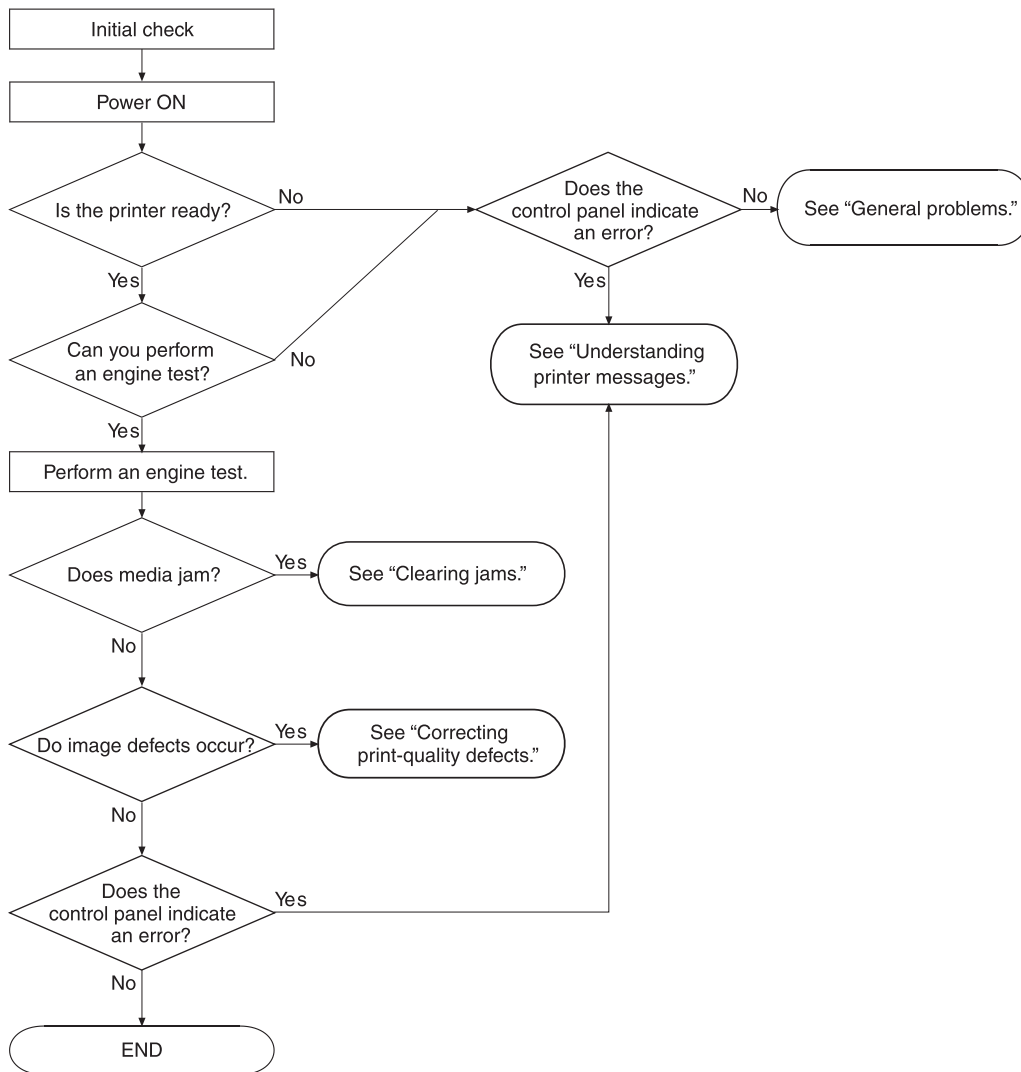 Initial check
Power ON
Is the printer ready?
No
Does the
control panel indicate
an error?
No
See “General problems.”
Yes
Yes
Can you perform
an engine test?
No
See “Understanding
printer messages.”
Yes
Perform an engine test.
Does media jam?
Yes
See “Clearing jams.”
No
Do image defects occur?
Yes
See “Correcting
print-quality defects.”
No
Does the
control panel indicate
an error?
Yes
No
END